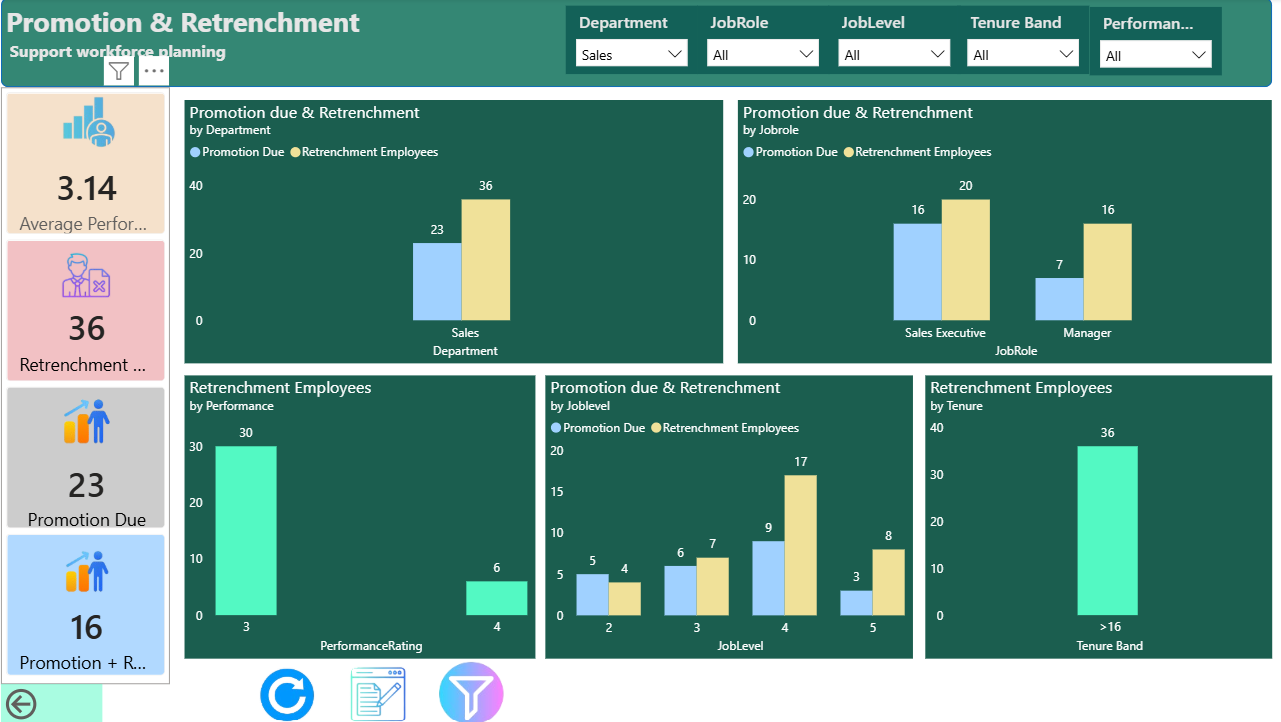 Promotion & Retrenchment
Support workforce planning
Department
JobRole
JobLevel
Tenure Band
Performan...
Sales
All
All
All
All
3.14
Average Perfor...
36
Retrenchment ...
23
Promotion Due
16
Promotion + R...
Promotion due & Retrenchment
by Department
Promotion Due Retrenchment Employees
40
36
23
20
0
Sales
Department
Promotion due & Retrenchment
by Jobrole
Promotion Due Retrenchment Employees
20
16
20
16
10
7
0
Sales Executive Manager
JobRole
Retrenchment Employees
by Performance
30
30
20
10
6
0
3 4
PerformanceRating
Promotion due & Retrenchment
by Joblevel
Promotion Due Retrenchment Employees
20
17
15
10
9
8
7
6
5
5
4
3
0
2 3 4 5
JobLevel
Retrenchment Employees
by Tenure
40
36
30
20
10
0
>16
Tenure Band